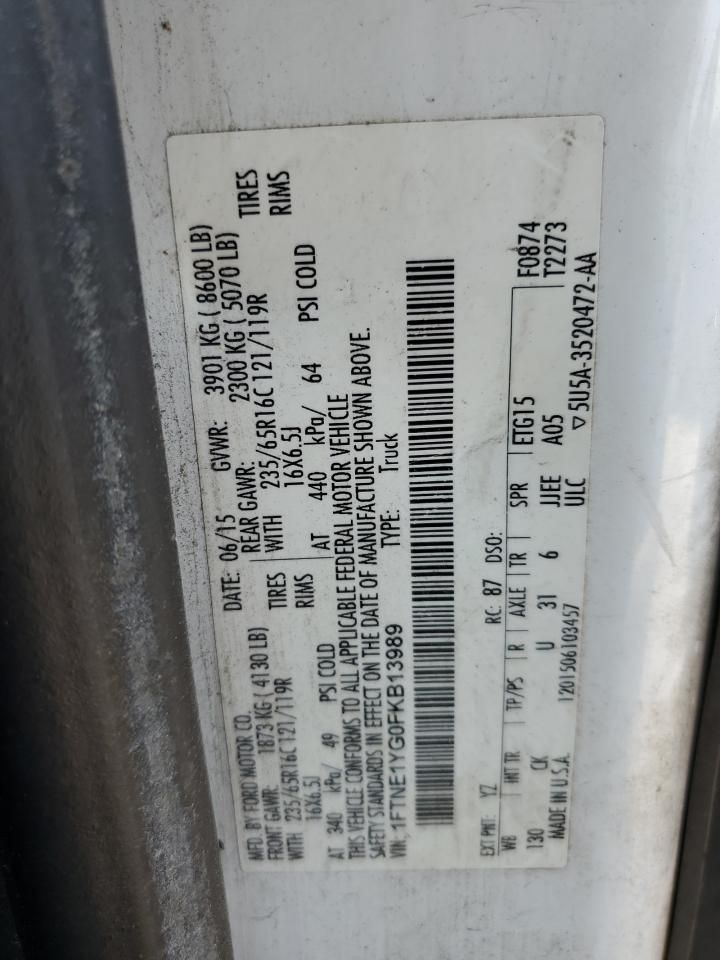 MFD. BY FORD MOTOR CO. DATE: 06/15 GVWR: 3901 KG ( 8600 LB)
FRONT GAWR: 1873 KG ( 4130 LB) REAR GAWR: 2300 KG ( 5070 LB)
WITH 235/65R16C 121/119R TIRES WITH 235/65R16C 121/119R TIRES
16X6.5J RIMS 16X6.5J RIMS
AT 340 kPa/ 49 PSI COLD AT 440 kPa/ 64 PSI COLD
THIS VEHICLE CONFORMS TO ALL APPLICABLE FEDERAL MOTOR VEHICLE
SAFETY STANDARDS IN EFFECT ON THE DATE OF MANUFACTURE SHOWN ABOVE.
VIN: 1FTNE1YG0FKB13989 TYPE: Truck
EXT PNT: YZ RC: 87 DSO: F0874
T2273
WB INT TR TP/PS R AXLE TR SPR ETG15
130 CK U 31 6 JJEE A05
MADE IN U.S.A. 1201506103457 ULC ▽ 5U5A-3520472-AA